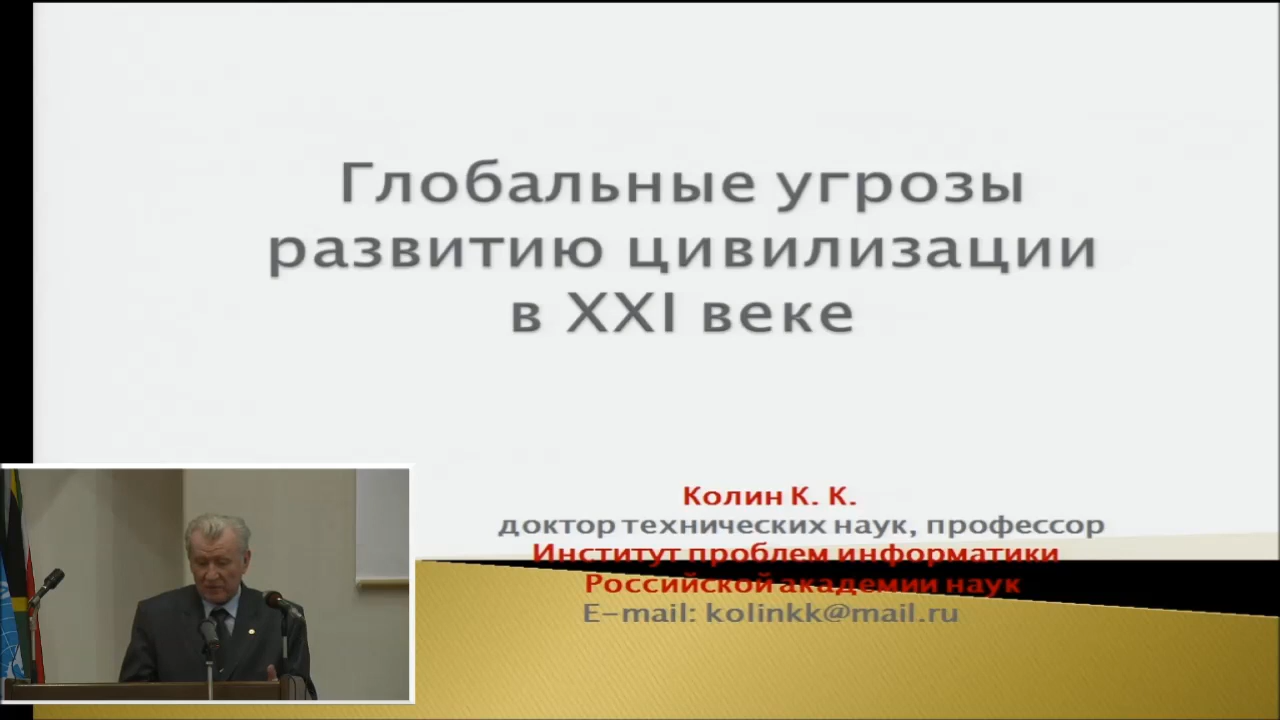 Глобальные угрозы
развитию цивилизации
в XXI веке
Колин К. К.
доктор технических наук, профессор
Институт проблем информатики
Российской академии наук
E-mail: kolinkk@mail.ru